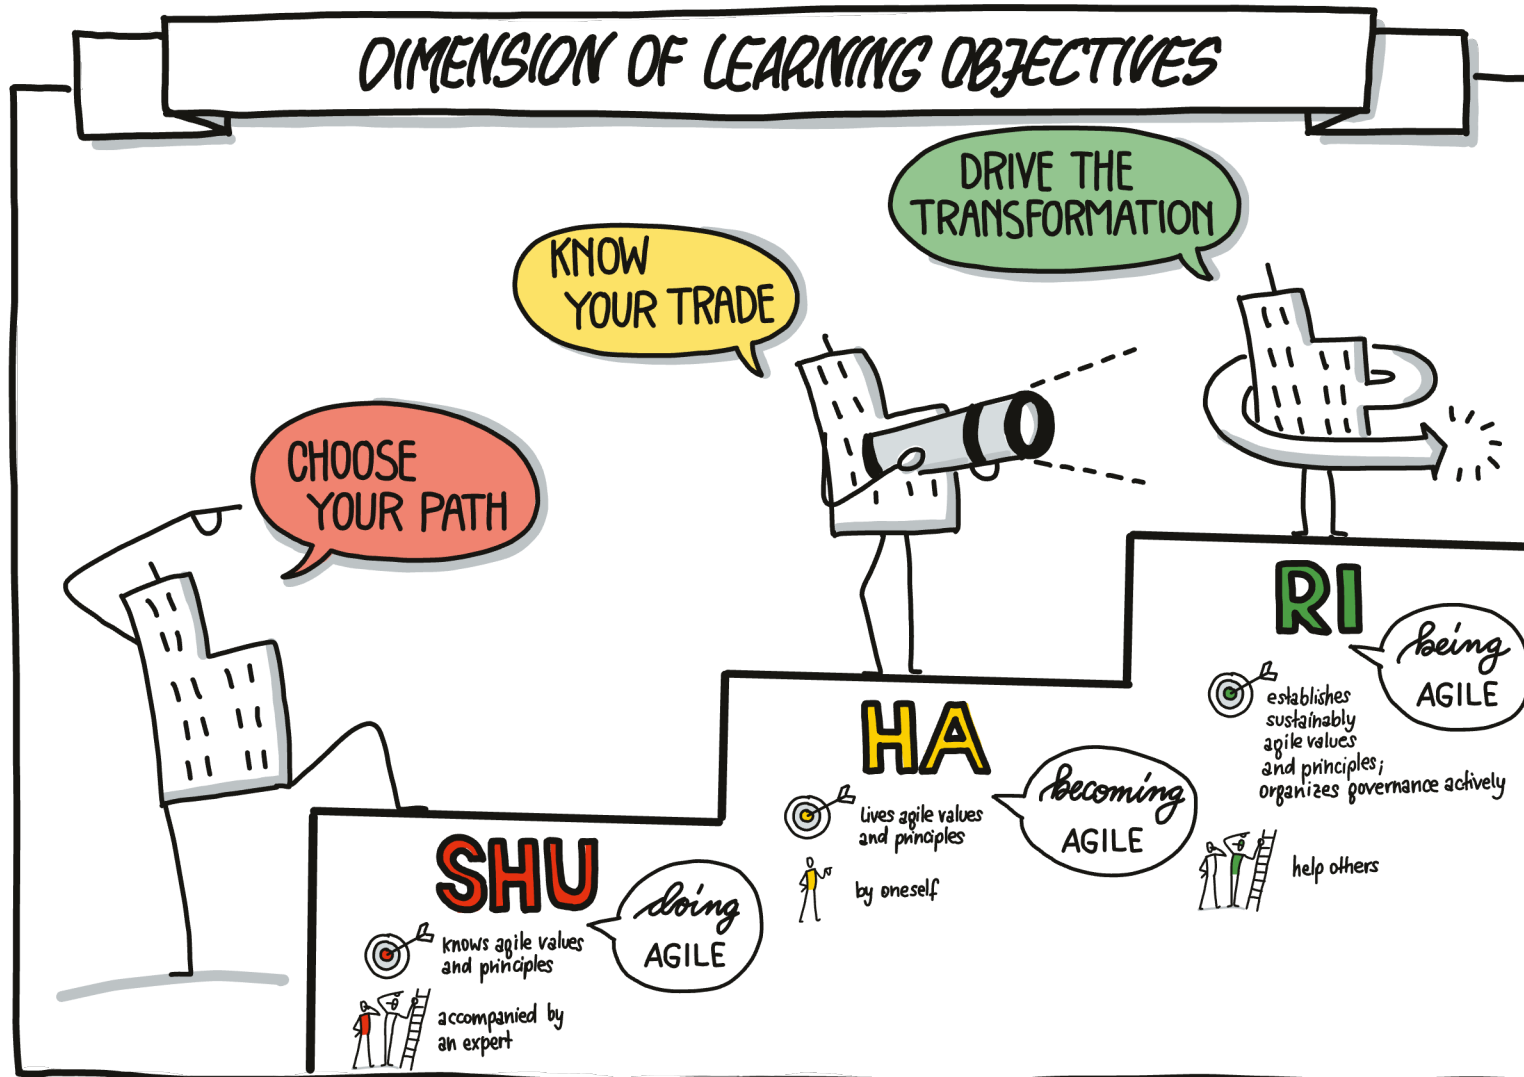 DIMENSION OF LEARNING OBJECTIVES
DRIVE THE
TRANSFORMATION
KNOW
YOUR TRADE
CHOOSE
YOUR PATH
SHU
doing
AGILE
knows agile values
and principles
accompanied by
an expert
HA
becoming
AGILE
lives agile values
and principles
by oneself
RI
being
AGILE
establishes
sustainably
agile values
and principles;
organizes governance actively
help others